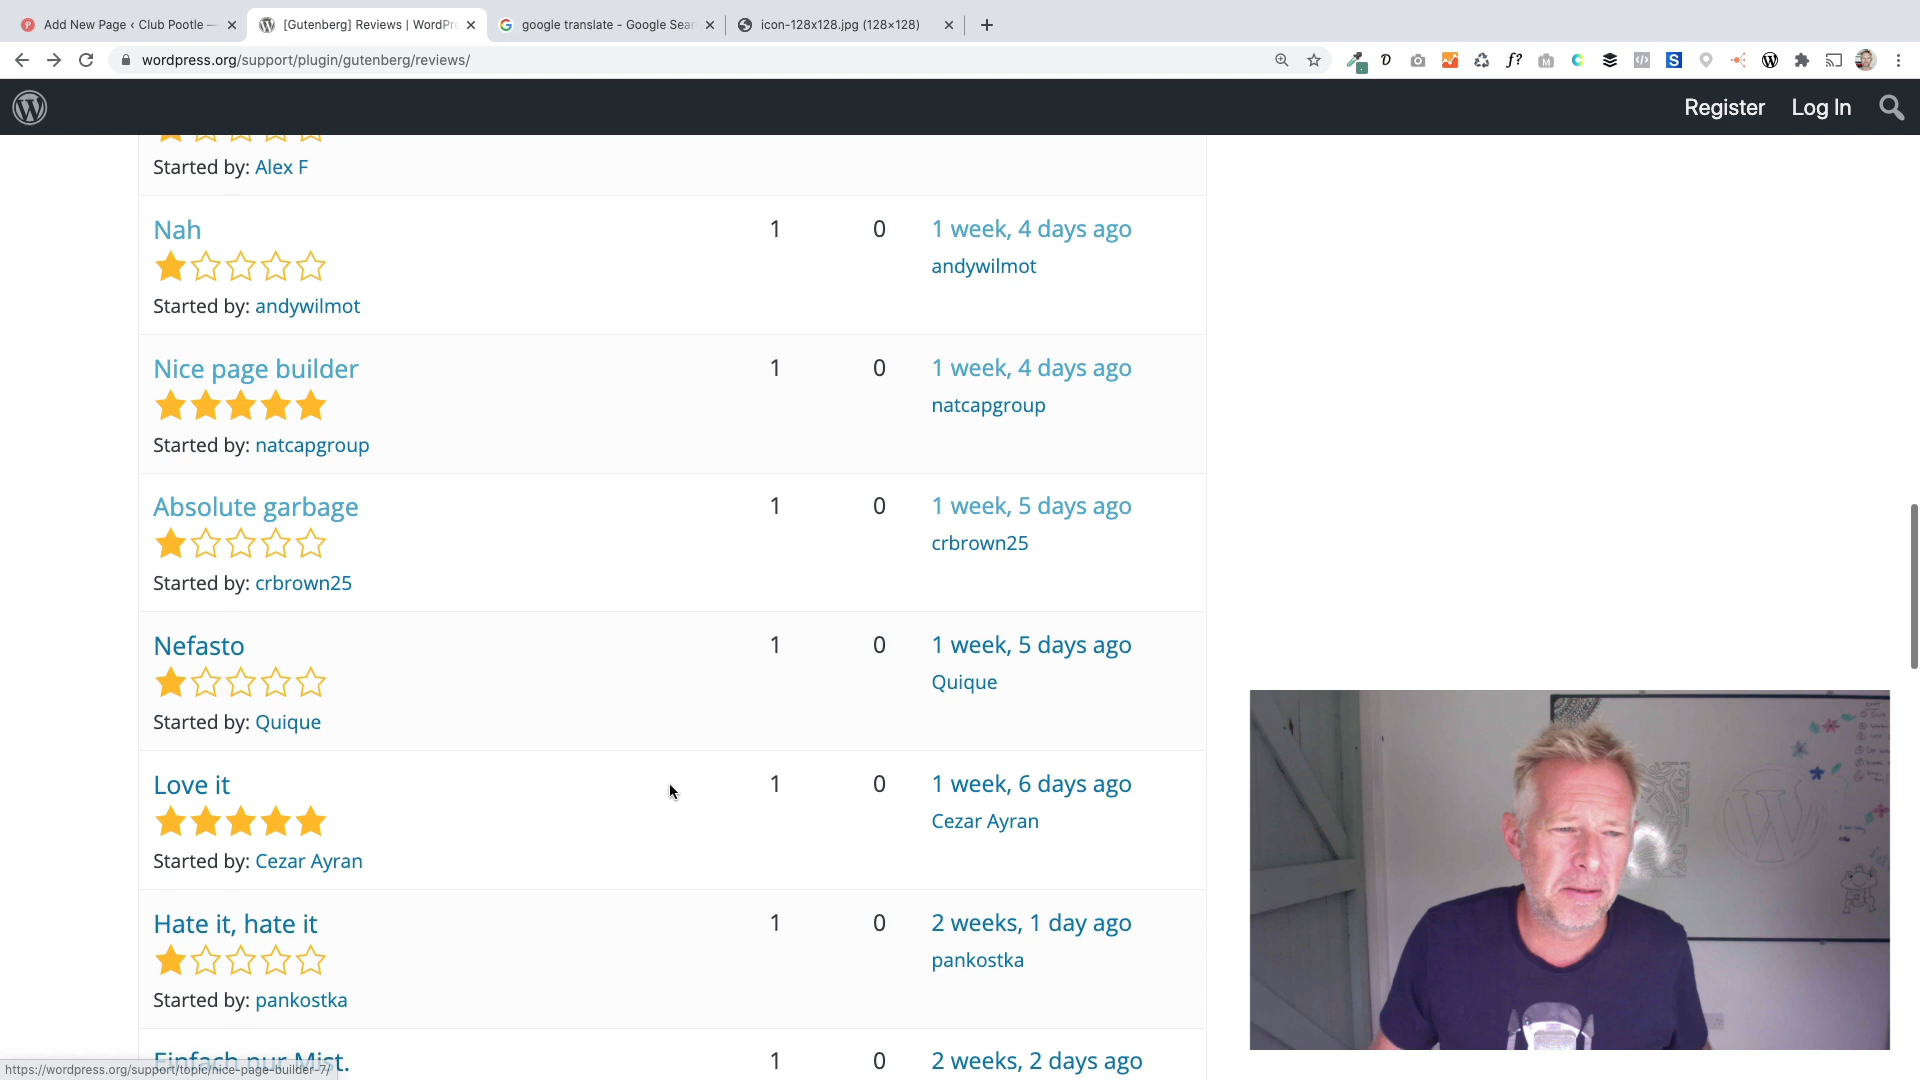 Add New Page ‹ Club Pootle —
[Gutenberg] Reviews | WordPr
google translate - Google Sear
icon-128x128.jpg (128×128)
wordpress.org/support/plugin/gutenberg/reviews/
Register Log In
Started by: Alex F
Nah 1 0 1 week, 4 days ago
andywilmot
Started by: andywilmot
Nice page builder 1 0 1 week, 4 days ago
natcapgroup
Started by: natcapgroup
Absolute garbage 1 0 1 week, 5 days ago
crbrown25
Started by: crbrown25
Nefasto 1 0 1 week, 5 days ago
Quique
Started by: Quique
Love it 1 0 1 week, 6 days ago
Cezar Ayran
Started by: Cezar Ayran
Hate it, hate it 1 0 2 weeks, 1 day ago
pankostka
Started by: pankostka
Einfach nur Mist. 1 0 2 weeks, 2 days ago
https://wordpress.org/support/topic/nice-page-builder-7/